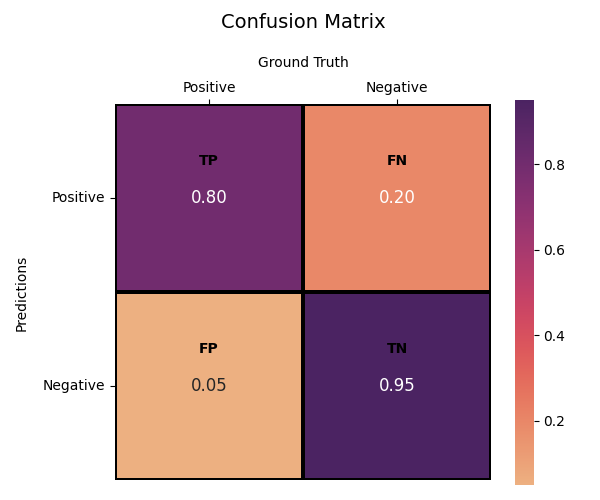 Confusion Matrix
Ground Truth
Positive Negative
TP FN
Positive 0.80 0.20
FP TN
Negative 0.05 0.95
Predictions
0.8
0.6
0.4
0.2